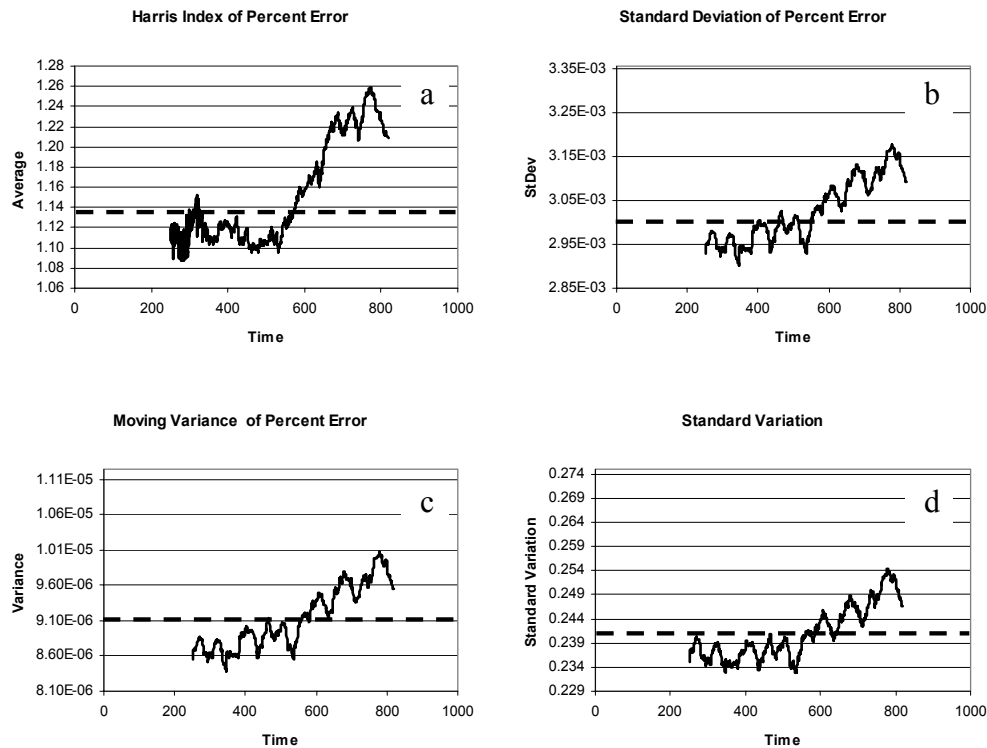 Harris Index of Percent Error
1.28
1.26
1.24
1.22
1.20
1.18
1.16
1.14
1.12
1.10
1.08
1.06
Average
a
0 200 400 600 800 1000
Time
Standard Deviation of Percent Error
3.35E-03
3.25E-03
3.15E-03
3.05E-03
2.95E-03
2.85E-03
StDev
b
0 200 400 600 800 1000
Time
Moving Variance of Percent Error
1.11E-05
1.06E-05
1.01E-05
9.60E-06
9.10E-06
8.60E-06
8.10E-06
Variance
c
0 200 400 600 800 1000
Time
Standard Variation
0.274
0.269
0.264
0.259
0.254
0.249
0.244
0.239
0.234
0.229
Standard Variation
d
0 200 400 600 800 1000
Time